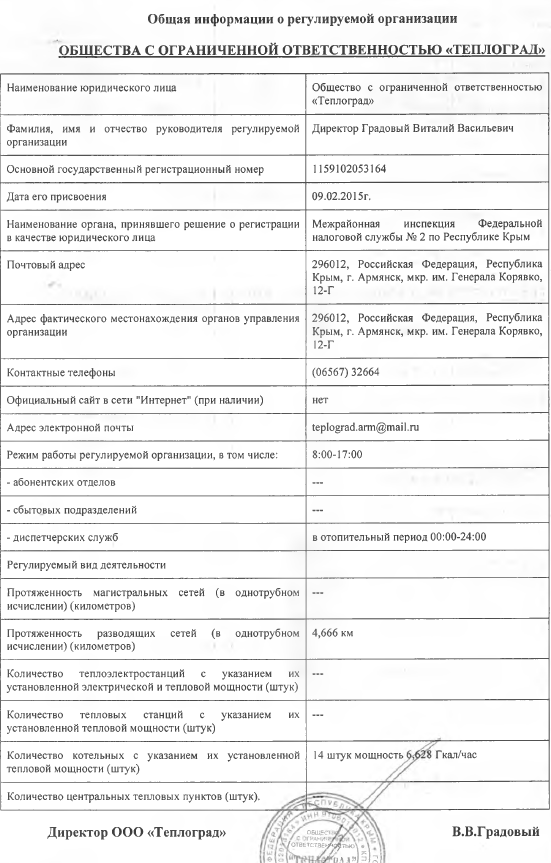 Общая информации о регулируемой организации
ОБЩЕСТВА С ОГРАНИЧЕННОЙ ОТВЕТСТВЕННОСТЬЮ «ТЕПЛОГРАД»
Наименование юридического лица
Общество с ограниченной ответственностью
«Теплоград»
Фамилия, имя и отчество руководителя регулируемой
организации
Директор Градовый Виталий Васильевич
Основной государственный регистрационный номер
1159102053164
Дата его присвоения
09.02.2015г.
Наименование органа, принявшего решение о регистрации
в качестве юридического лица
Межрайонная инспекция Федеральной
налоговой службы № 2 по Республике Крым
Почтовый адрес
296012, Российская Федерация, Республика
Крым, г. Армянск, мкр. им. Генерала Корявко,
12-Г
Адрес фактического местонахождения органов управления
организации
296012, Российская Федерация, Республика
Крым, г. Армянск, мкр. им. Генерала Корявко,
12-Г
Контактные телефоны
(06567) 32664
Официальный сайт в сети "Интернет" (при наличии)
нет
Адрес электронной почты
teplograd.arm@mail.ru
Режим работы регулируемой организации, в том числе:
8:00-17:00
- абонентских отделов
---
- сбытовых подразделений
---
- диспетчерских служб
в отопительный период 00:00-24:00
Регулируемый вид деятельности
Протяженность магистральных сетей (в однотрубном
исчислении) (километров)
---
Протяженность разводящих сетей (в однотрубном
исчислении) (километров)
4,666 км
Количество теплоэлектростанций с указанием их
установленной электрической и тепловой мощности (штук)
---
Количество тепловых станций с указанием их
установленной тепловой мощности (штук)
---
Количество котельных с указанием их установленной
тепловой мощности (штук)
14 штук мощность 6,628 Гкал/час
Количество центральных тепловых пунктов (штук).
Директор ООО «Теплоград»
В.В.Градовый
ОБЩЕСТВО
С ОГРАНИЧЕННОЙ
ОТВЕТСТВЕННОСТЬЮ
"ТЕПЛОГРАД"